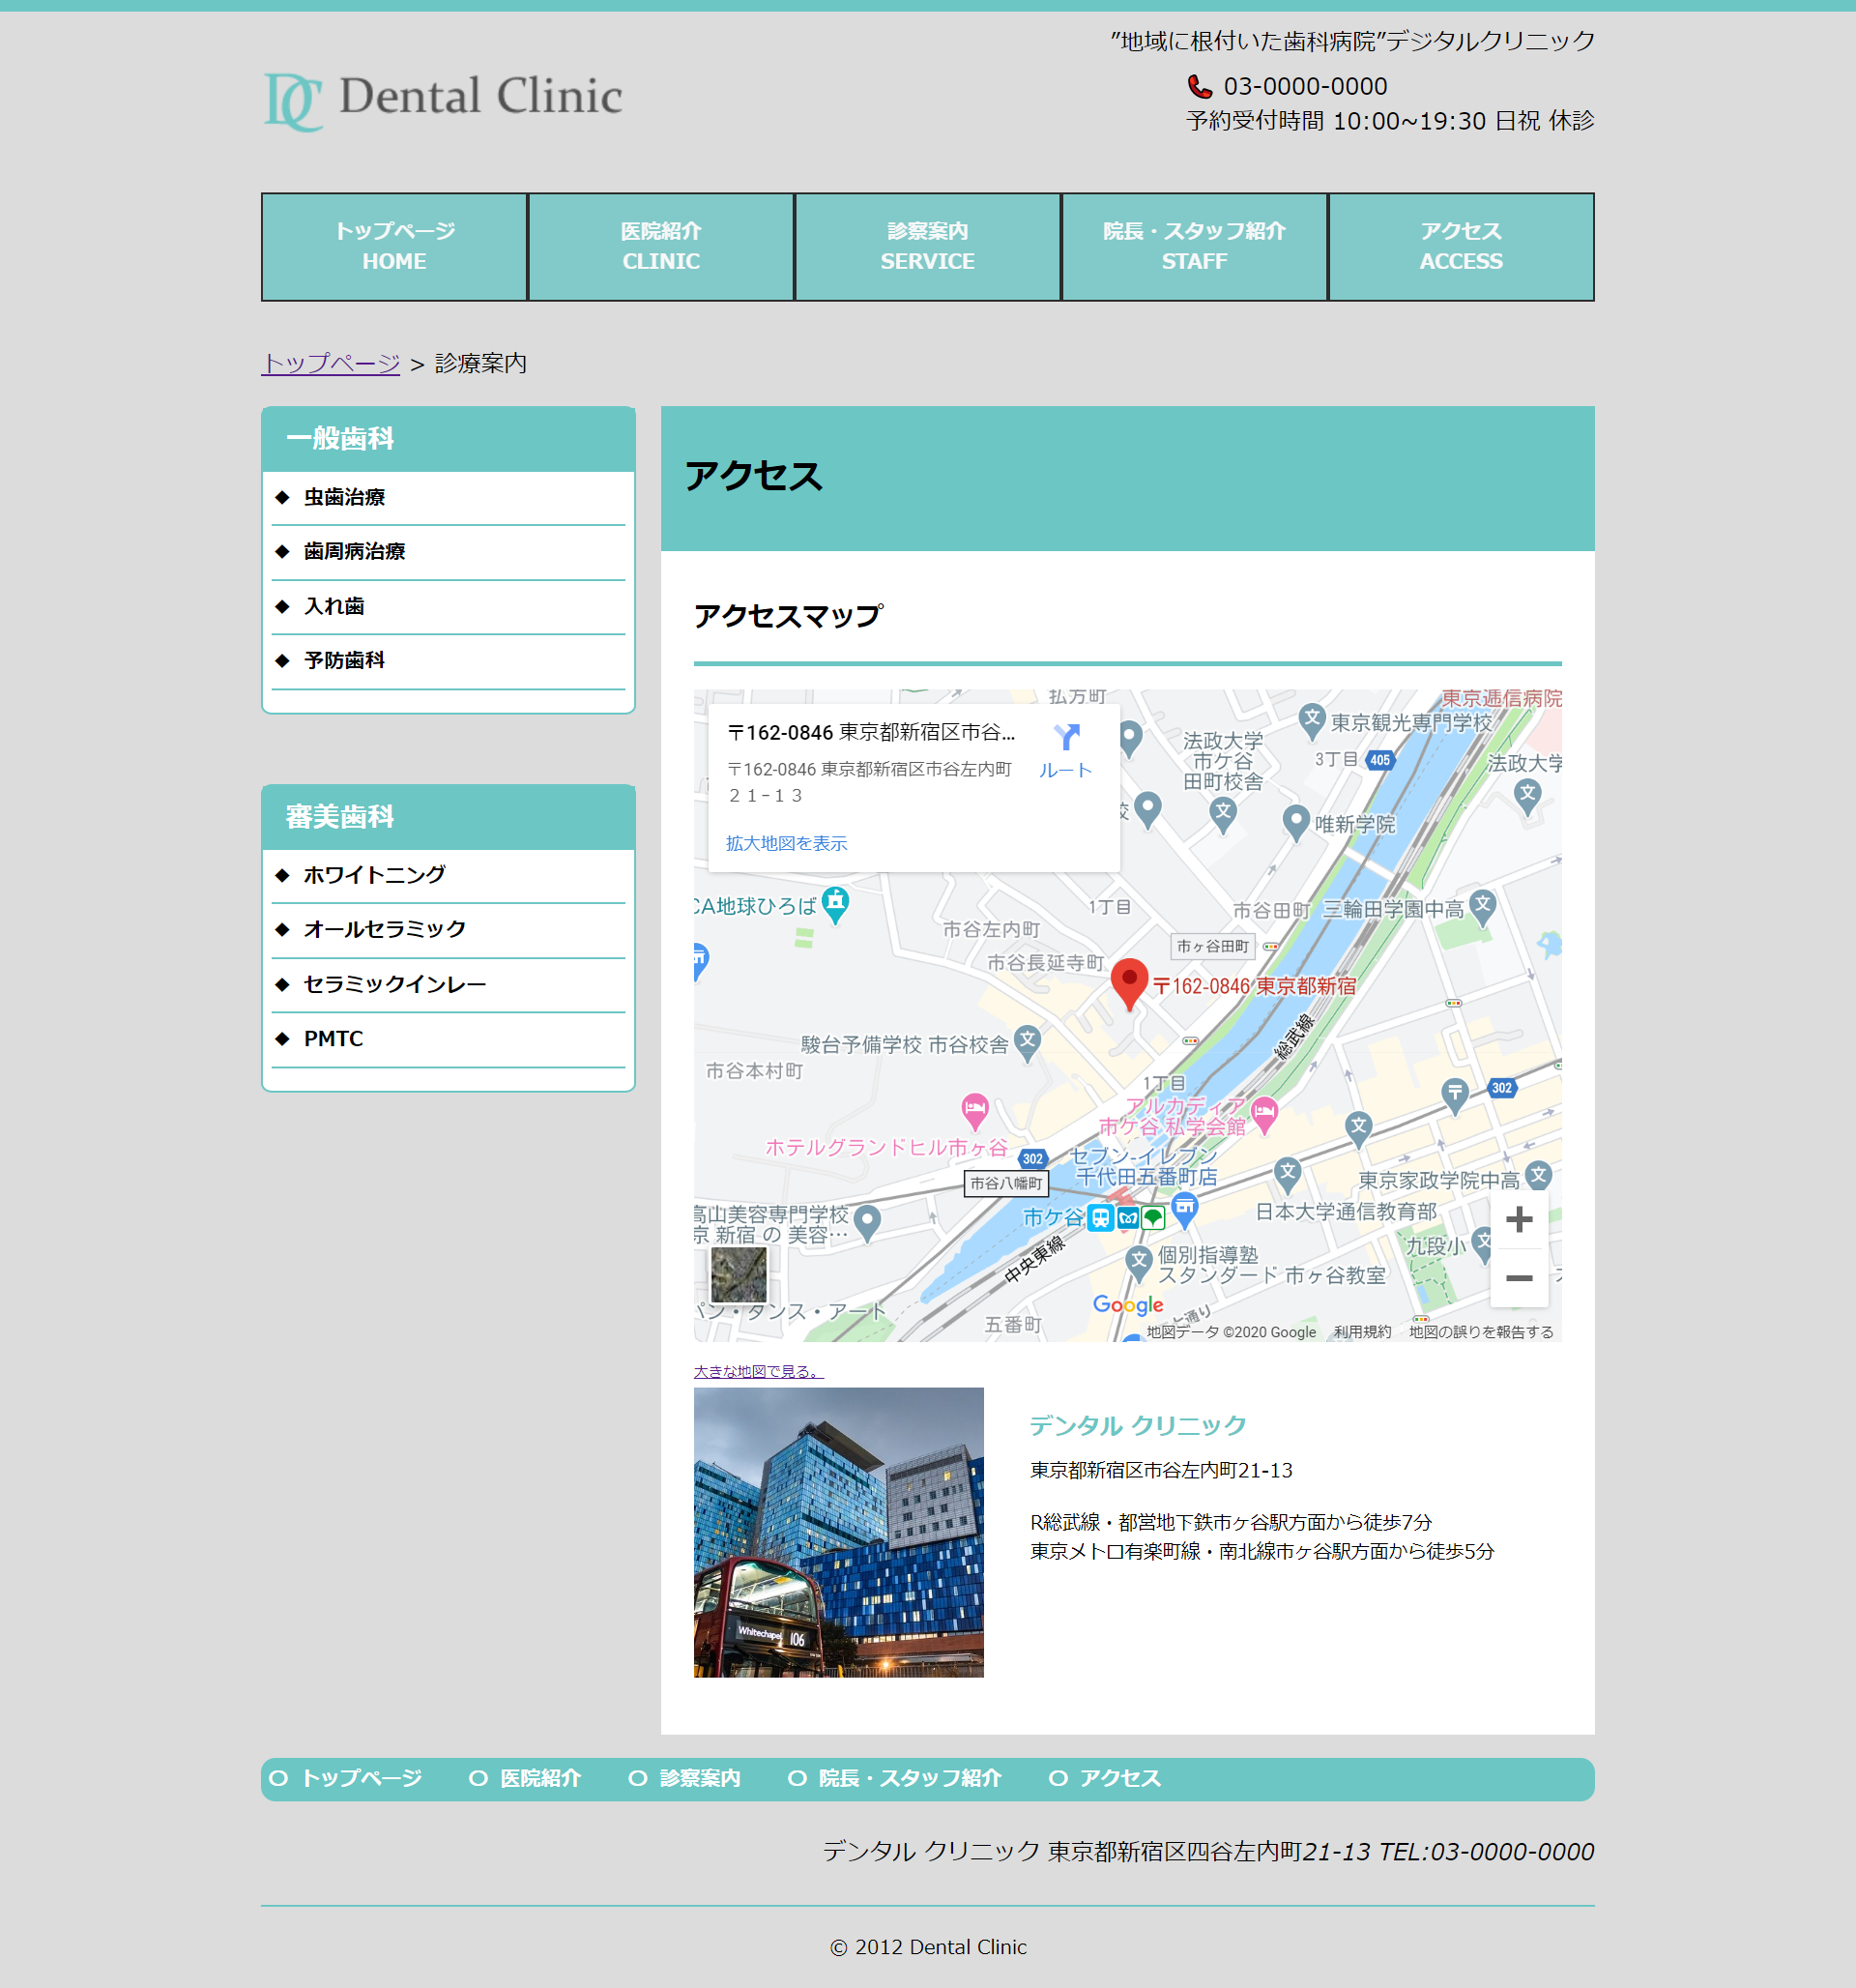 ”地域に根付いた歯科病院”デジタルクリニック
DC Dental Clinic
03-0000-0000
予約受付時間 10:00~19:30 日祝 休診
トップページ
HOME
医院紹介
CLINIC
診察案内
SERVICE
院長・スタッフ紹介
STAFF
アクセス
ACCESS
トップページ > 診療案内
一般歯科
◆ 虫歯治療
◆ 歯周病治療
◆ 入れ歯
◆ 予防歯科
審美歯科
◆ ホワイトニング
◆ オールセラミック
◆ セラミックインレー
◆ PMTC
アクセス
アクセスマップ
払方町
東京逓信病院
〒162-0846 東京都新宿区市谷...
〒162-0846 東京都新宿区市谷左内町
２１−１３
ルート
拡大地図を表示
東京観光専門学校
法政大学
市ケ谷
田町校舎
3丁目
405
法政大学
校
唯新学院
CA地球ひろば
1丁目
市谷田町
三輪田学園中高
市谷左内町
市ヶ谷田町
市谷長延寺町
〒162-0846 東京都新宿
総武線
駿台予備学校 市谷校舎
市谷本村町
1丁目
302
アルカディア
市ケ谷 私学会館
ホテルグランドヒル市ヶ谷
302
セブン-イレブン
千代田五番町店
市谷八幡町
東京家政学院中高
高山美容専門学校
京 新宿 の 美容…
市ケ谷
日本大学通信教育部
九段小
中央東線
個別指導塾
スタンダード 市ヶ谷教室
パン・ダンス・アート
Google
と通り
五番町
地図データ ©2020 Google
利用規約
地図の誤りを報告する
大きな地図で見る。
Whitechapel 106
デンタル クリニック
東京都新宿区市谷左内町21-13
R総武線・都営地下鉄市ヶ谷駅方面から徒歩7分
東京メトロ有楽町線・南北線市ヶ谷駅方面から徒歩5分
トップページ
医院紹介
診察案内
院長・スタッフ紹介
アクセス
デンタル クリニック 東京都新宿区四谷左内町21-13 TEL:03-0000-0000
© 2012 Dental Clinic